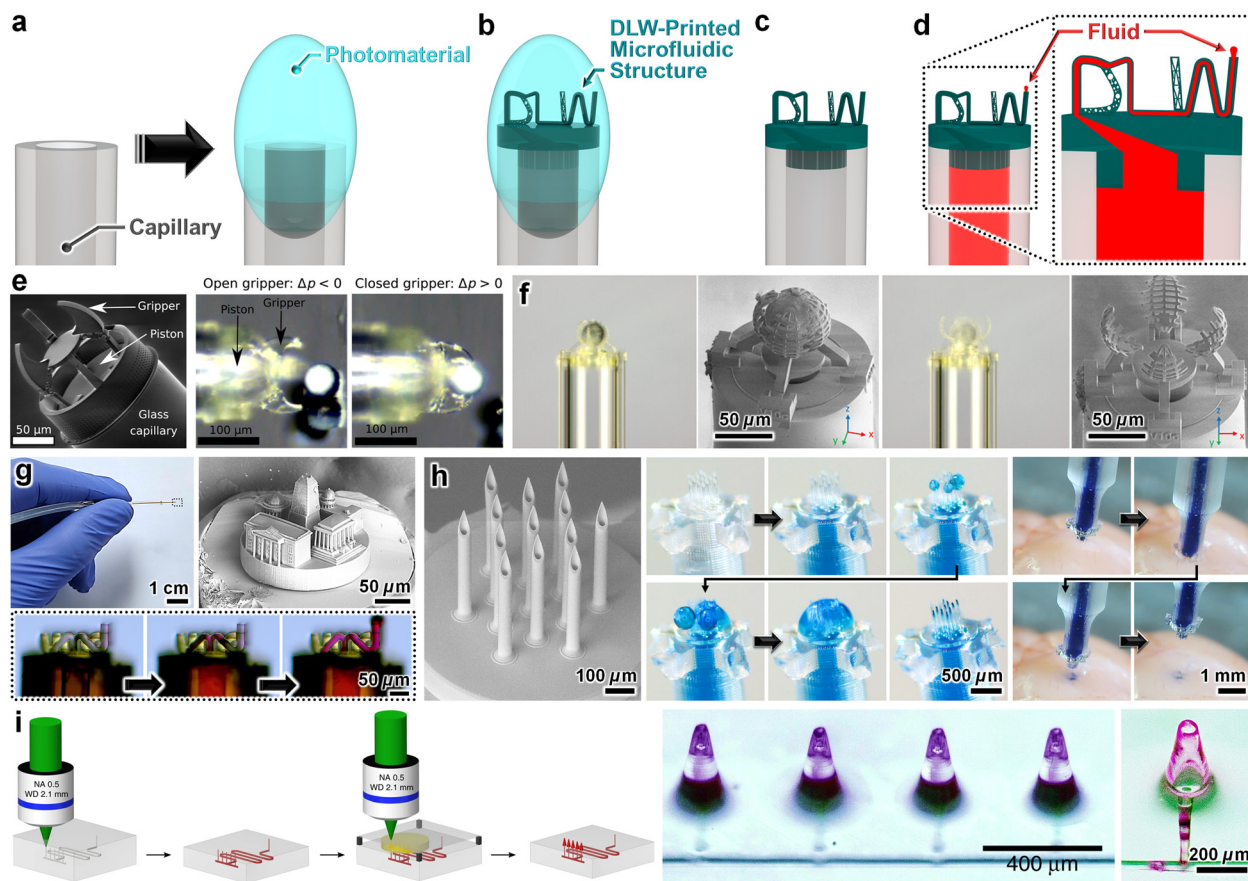 a
Photomaterial
Capillary
b
DLW-Printed
Microfluidic
Structure
c
d
Fluid
e
Gripper
Piston
Glass
capillary
50 µm
Open gripper: Δp < 0
Piston
Gripper
100 µm
Closed gripper: Δp > 0
100 µm
f
50 µm
z
x
y
50 µm
z
x
y
g
1 cm
50 µm
50 µm
h
100 µm
500 µm
1 mm
i
NA 0.5
WD 2.1 mm
NA 0.5
WD 2.1 mm
400 µm
200 µm